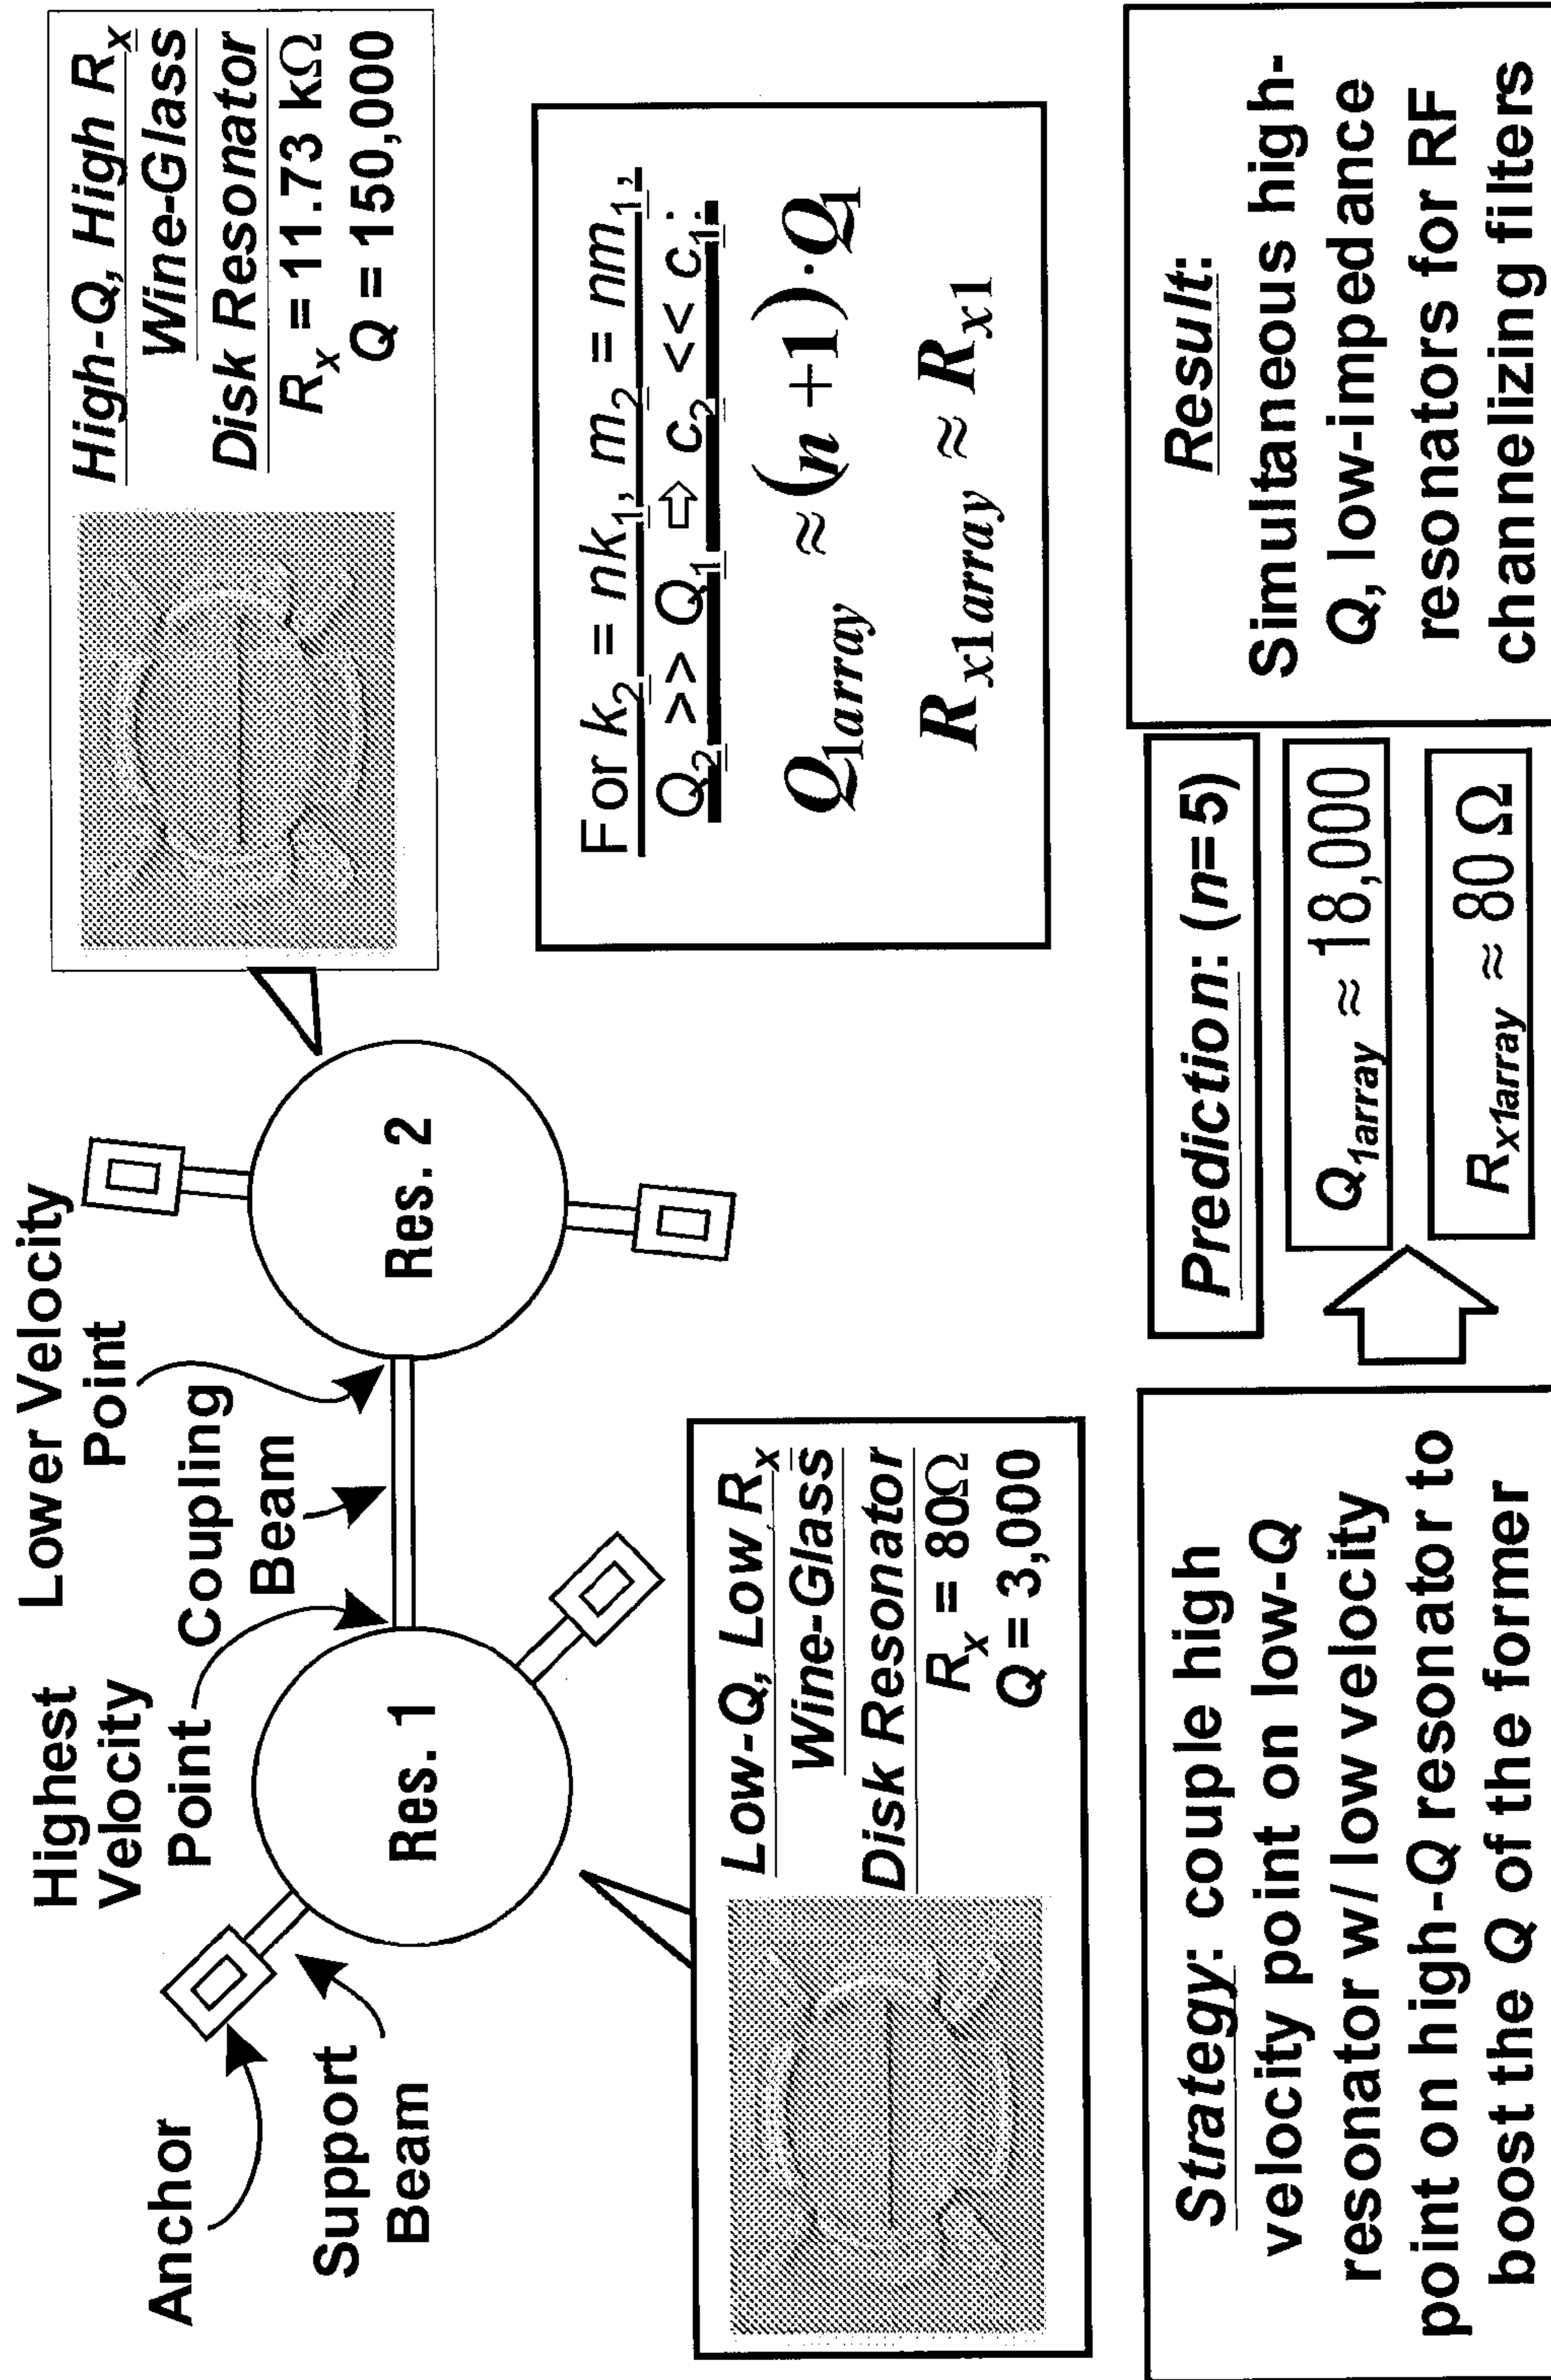 Anchor
Support
Beam
Highest
Velocity
Point
Coupling
Beam
Lower Velocity
Point
Res. 1
Res. 2
High-Q, High Rx
Wine-Glass
Disk Resonator
Rx = 11.73 kΩ
Q = 150,000
Low-Q, Low Rx
Wine-Glass
Disk Resonator
Rx = 80Ω
Q = 3,000
For k2 = nk1, m2 = nm1,
Q2 >> Q1 ⇨ c2 << c1:
Q1array ≈ (n +1)·Q1
Rx1array ≈ Rx1
Strategy: couple high
velocity point on low-Q
resonator w/ low velocity
point on high-Q resonator to
boost the Q of the former
Prediction: (n=5)
Q1array ≈ 18,000
Rx1array ≈ 80 Ω
Result:
Simultaneous high-
Q, low-impedance
resonators for RF
channelizing filters